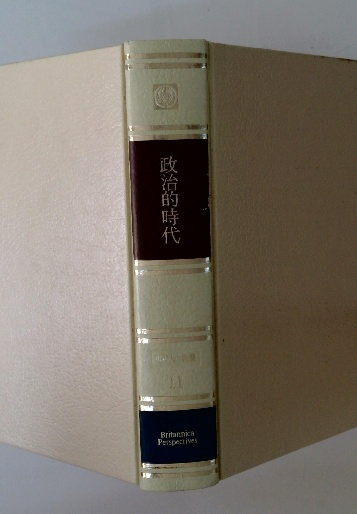 政治的時代
11
Britannica
Perspectives